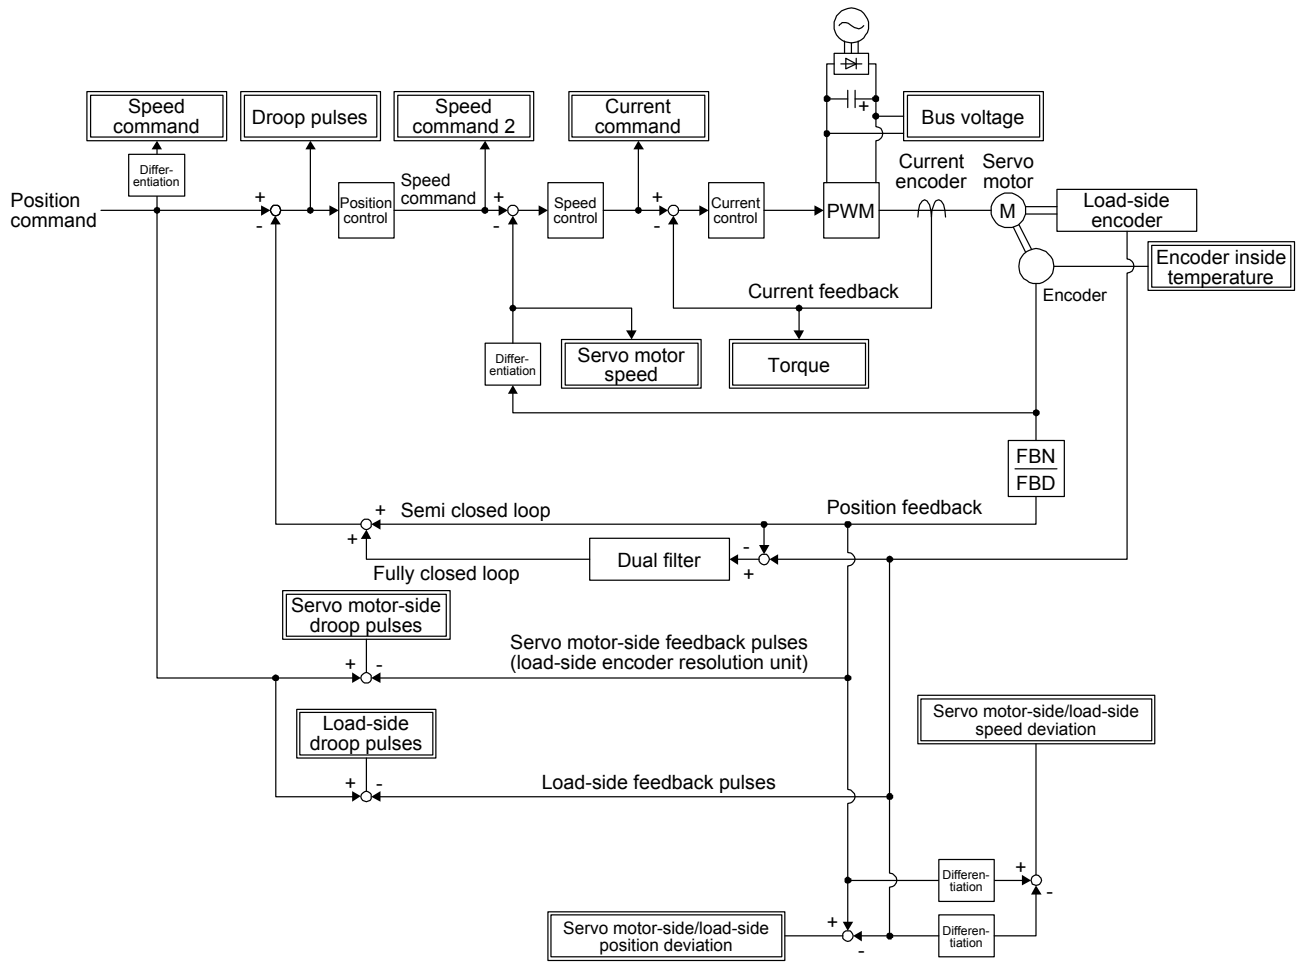 Speed
command
Droop pulses
Speed
command 2
Current
command
+
Bus voltage
Differ-
entiation
Current
encoder
Servo
motor
Position
command
+
-
Position
control
Speed
command
+
-
Speed
control
+
-
Current
control
PWM
M
Load-side
encoder
Encoder inside
temperature
Encoder
Current feedback
Differ-
entiation
Servo motor
speed
Torque
FBN
FBD
+
Semi closed loop
Position feedback
+
Fully closed loop
Dual filter
-
+
Servo motor-side
droop pulses
+
-
Servo motor-side feedback pulses
(load-side encoder resolution unit)
Load-side
droop pulses
+
-
Load-side feedback pulses
Servo motor-side/load-side
speed deviation
Differen-
tiation
+
-
Servo motor-side/load-side
position deviation
+
-
Differen-
tiation